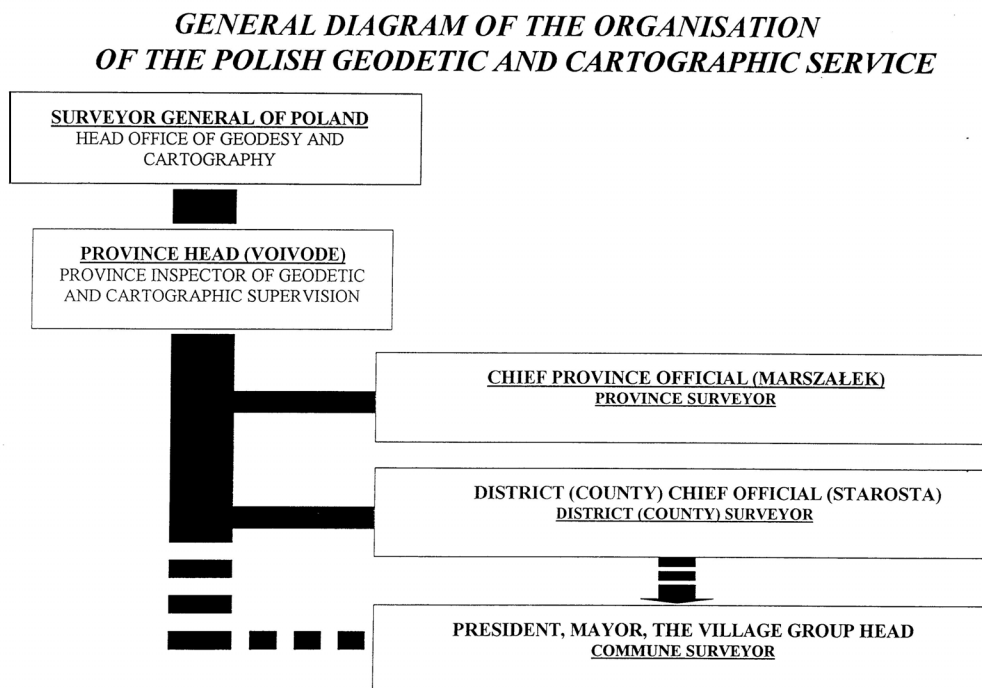 GENERAL DIAGRAM OF THE ORGANISATION
OF THE POLISH GEODETIC AND CARTOGRAPHIC SERVICE
SURVEYOR GENERAL OF POLAND
HEAD OFFICE OF GEODESY AND
CARTOGRAPHY
PROVINCE HEAD (VOIVODE)
PROVINCE INSPECTOR OF GEODETIC
AND CARTOGRAPHIC SUPERVISION
CHIEF PROVINCE OFFICIAL (MARSZAŁEK)
PROVINCE SURVEYOR
DISTRICT (COUNTY) CHIEF OFFICIAL (STAROSTA)
DISTRICT (COUNTY) SURVEYOR
PRESIDENT, MAYOR, THE VILLAGE GROUP HEAD
COMMUNE SURVEYOR